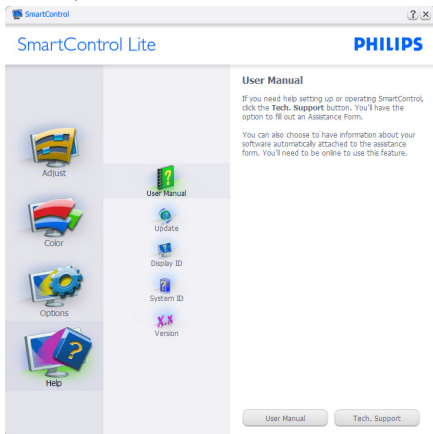 SmartControl
SmartControl Lite
PHILIPS
Adjust
Color
Options
Help
User Manual
Update
Display ID
System ID
Version
User Manual
If you need help setting up or operating SmartControl,
click the Tech. Support button. You'll have the
option to fill out an Assistance Form.
You can also choose to have information about your
software automatically attached to the assistance
form. You'll need to be online to use this feature.
User Manual
Tech. Support